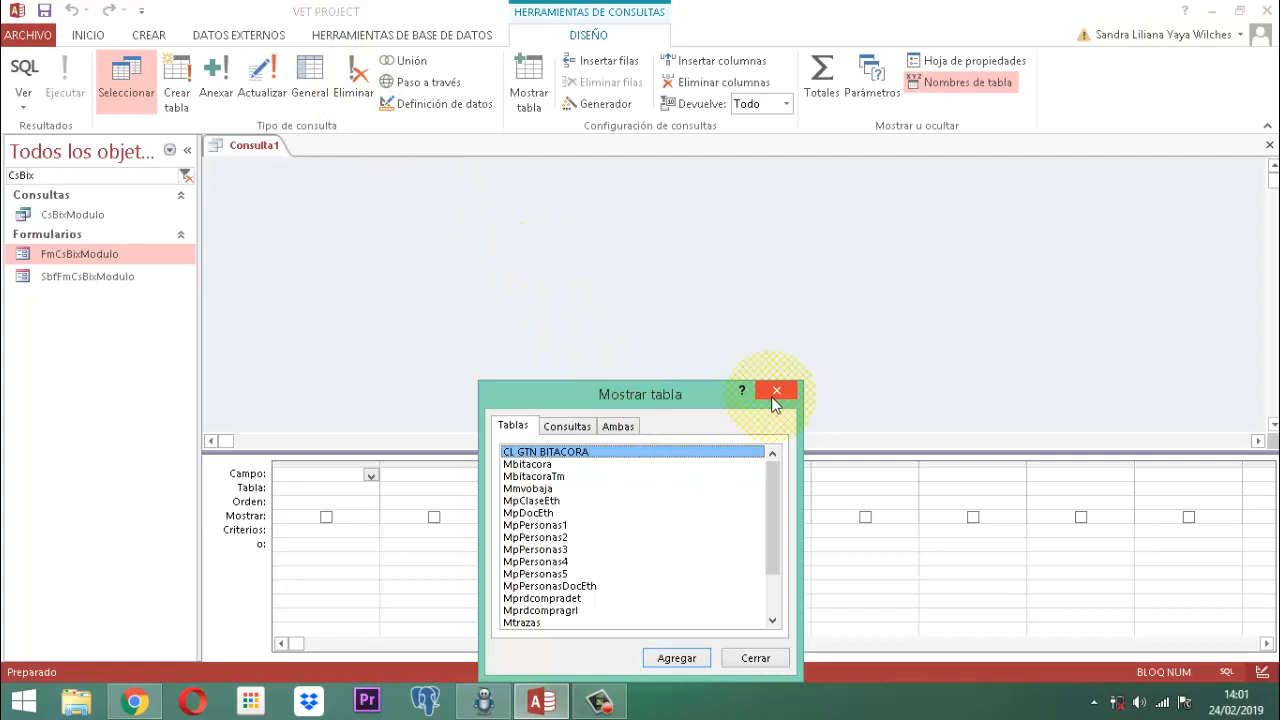 VET PROJECT
HERRAMIENTAS DE CONSULTAS
?
ARCHIVO INICIO CREAR DATOS EXTERNOS HERRAMIENTAS DE BASE DE DATOS DISEÑO
Sandra Liliana Yaya Wilches
SQL
Ver
Ejecutar
Resultados
Seleccionar
Crear tabla
Anexar
Actualizar
General
Eliminar
Unión
Paso a través
Definición de datos
Tipo de consulta
Mostrar tabla
Insertar filas
Eliminar filas
Generador
Insertar columnas
Eliminar columnas
Devuelve: Todo
Configuración de consultas
Totales
Parámetros
Hoja de propiedades
Nombres de tabla
Mostrar u ocultar
Todos los objet...
CsBix
Consultas
CsBixModulo
Formularios
FmCsBixModulo
SbfFmCsBixModulo
Consulta1
Mostrar tabla
?
Tablas Consultas Ambas
CL GTN BITACORA
Mbitacora
MbitacoraTm
Mmvobaja
MpClaseEth
MpDocEth
MpPersonas1
MpPersonas2
MpPersonas3
MpPersonas4
MpPersonas5
MpPersonasDocEth
Mprdcompradet
Mprdcompragrl
Mtrazas
Agregar Cerrar
Campo:
Tabla:
Orden:
Mostrar:
Criterios:
o:
Preparado
BLOQ NUM
SQL
Pr
14:01
24/02/2019